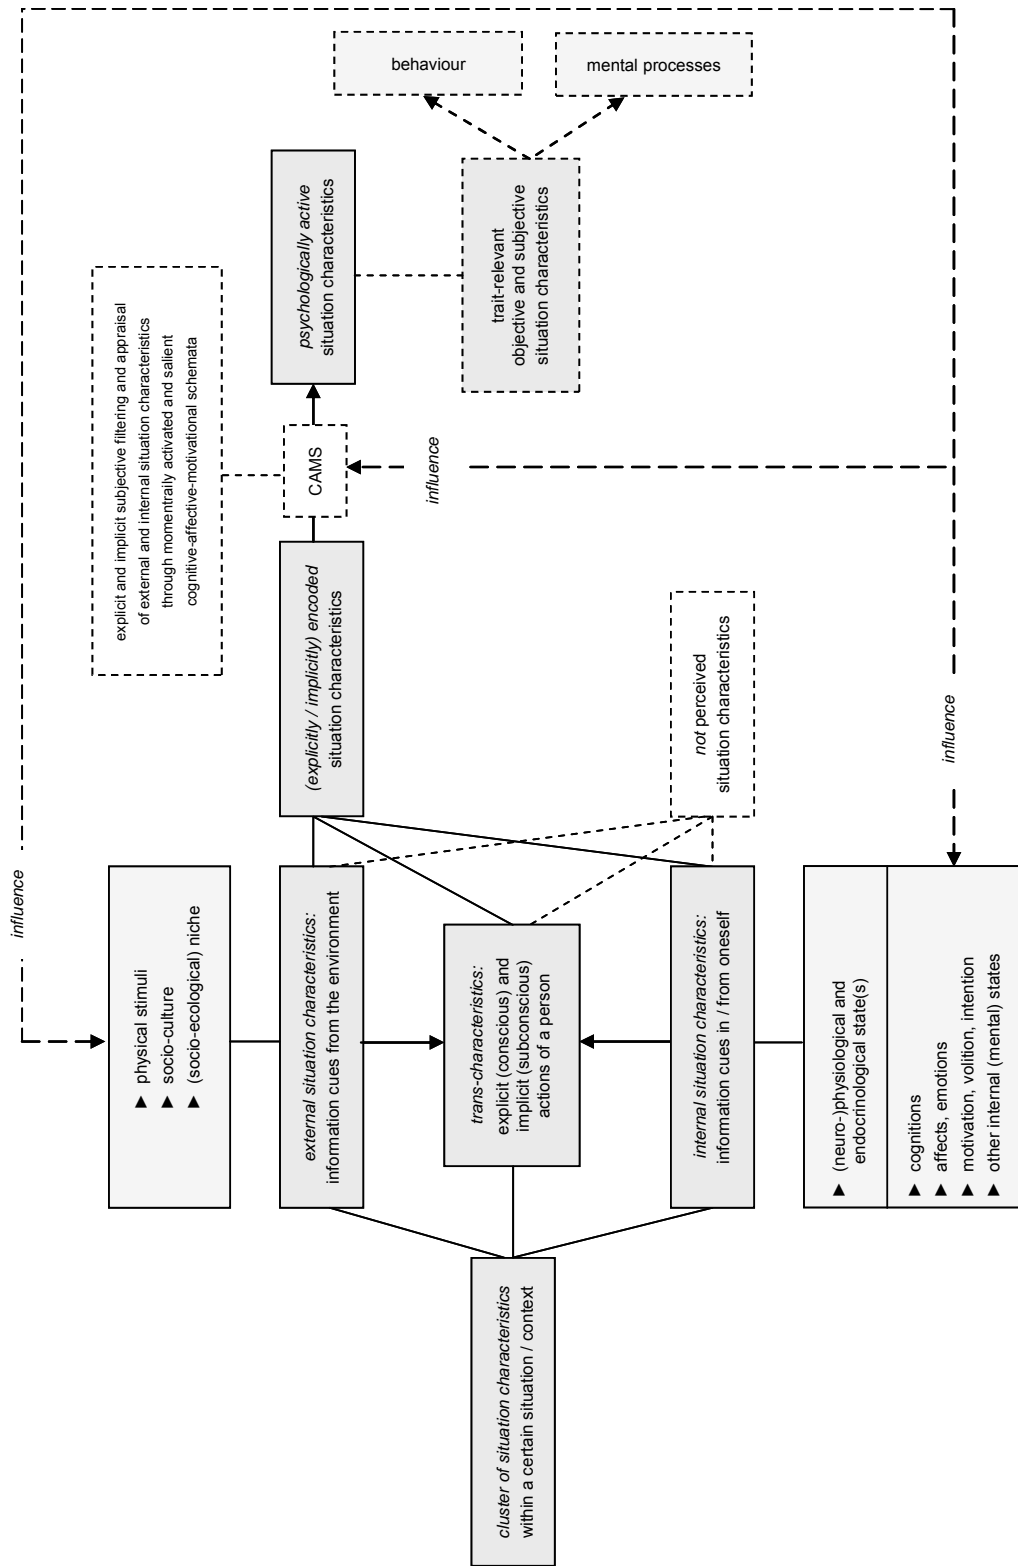 cluster of situation characteristics
within a certain situation / context
▶ physical stimuli
▶ socio-culture
▶ (socio-ecological) niche
external situation characteristics:
information cues from the environment
trans-characteristics:
explicit (conscious) and
implicit (subconscious)
actions of a person
internal situation characteristics:
information cues in / from oneself
▶ (neuro-)physiological and
endocrinological state(s)
▶ cognitions
▶ affects, emotions
▶ motivation, volition, intention
▶ other internal (mental) states
influence
(explicitly / implicitly) encoded
situation characteristics
not perceived
situation characteristics
influence
explicit and implicit subjective filtering and appraisal
of external and internal situation characteristics
through momentraily activated and salient
cognitive-affective-motivational schemata
CAMS
influence
psychologically active
situation characteristics
trait-relevant
objective and subjective
situation characteristics
behaviour
mental processes